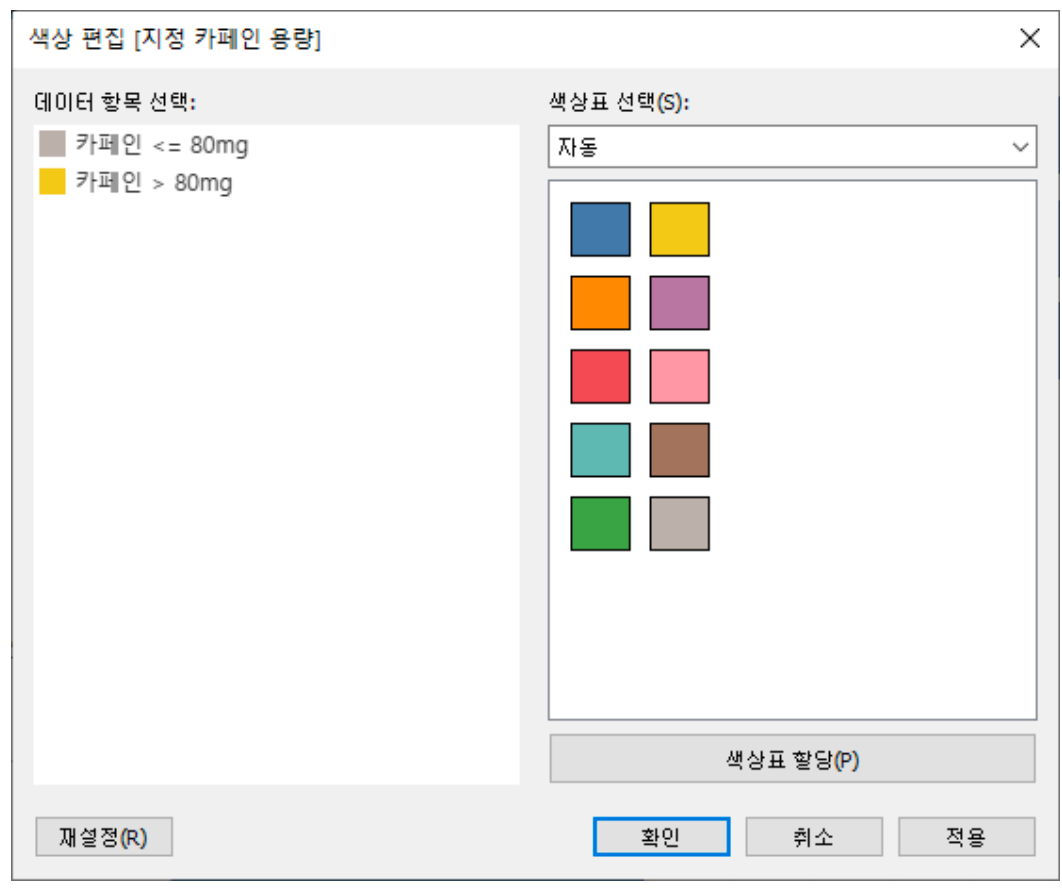 색상 편집 [지정 카페인 용량]
데이터 항목 선택:
카페인 <= 80mg
카페인 > 80mg
색상표 선택(S):
자동
색상표 할당(P)
재설정(R)
확인
취소
적용